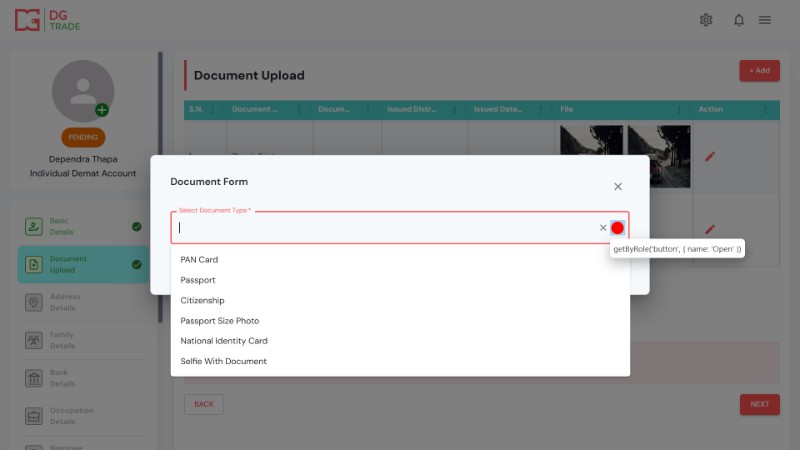 DG
TRADE
PENDING
Dependra Thapa
Individual Demat Account
Basic
Details
Document
Upload
Address
Details
Family
Details
Bank
Details
Occupation
Details
Nominee
Document Upload
+ Add
S.N.
Document ...
Docum...
Issued Distr...
Issued Date...
File
Action
Document Form
Select Document Type *
getByRole('button', { name: 'Open' })
PAN Card
Passport
Citizenship
Passport Size Photo
National Identity Card
Selfie With Document
BACK
NEXT